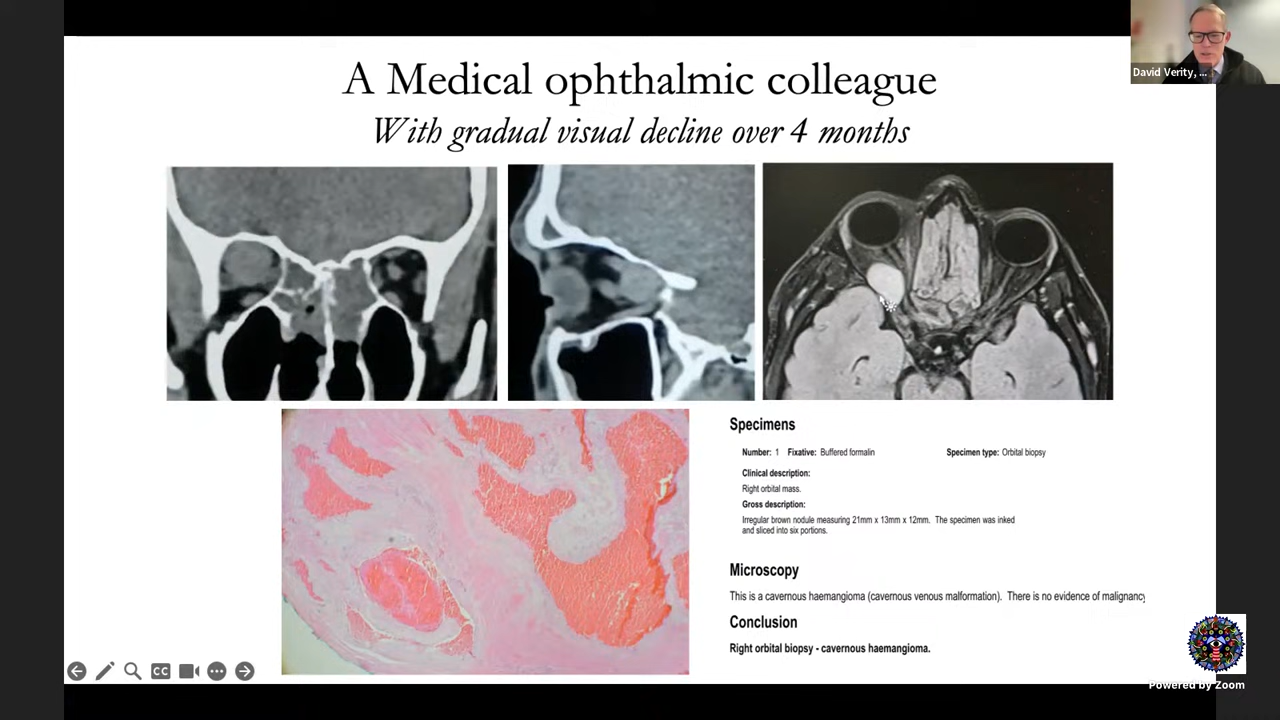 A Medical ophthalmic colleague
With gradual visual decline over 4 months
David Verity, ...
Specimens
Number: 1 Fixative: Buffered formalin Specimen type: Orbital biopsy
Clinical description:
Right orbital mass.
Gross description:
Irregular brown nodule measuring 21mm x 13mm x 12mm. The specimen was inked
and sliced into six portions.
Microscopy
This is a cavernous haemangioma (cavernous venous malformation). There is no evidence of malignancy
Conclusion
Right orbital biopsy - cavernous haemangioma.
CC
Powered by Zoom